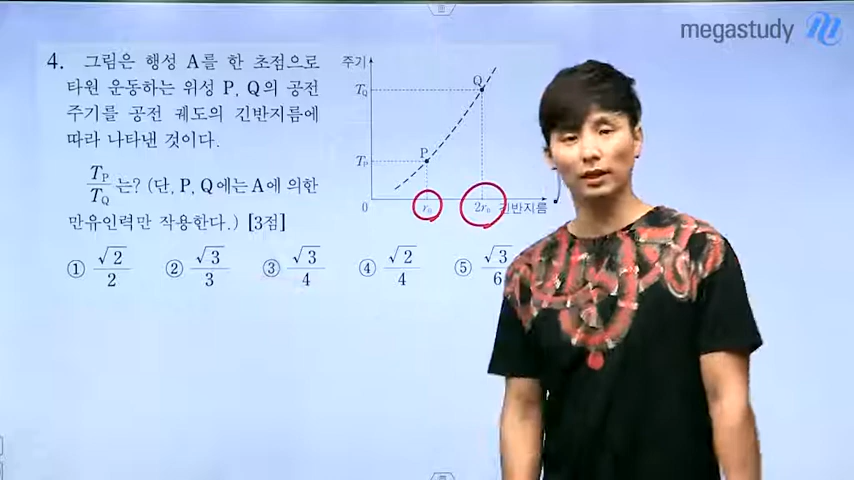 megastudy
4. 그림은 행성 A를 한 초점으로
타원 운동하는 위성 P, Q의 공전
주기를 공전 궤도의 긴반지름에
따라 나타낸 것이다.
T_P/T_Q 는? (단, P, Q에는 A에 의한
만유인력만 작용한다.) [3점]
주기
T_Q
Q
T_P
P
0 r₀ 2r₀ 긴반지름
① √2/2 ② √3/3 ③ √3/4 ④ √2/4 ⑤ √3/6